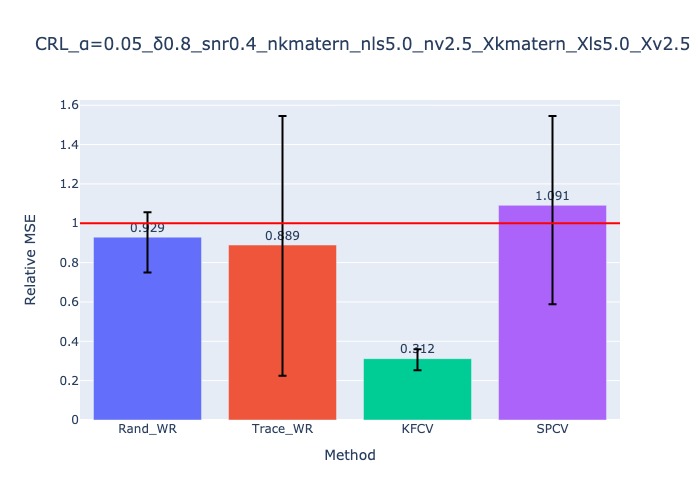 CRL_α=0.05_δ0.8_snr0.4_nkmatern_nls5.0_nv2.5_Xkmatern_Xls5.0_Xv2.5
1.6
1.4
1.2
1
0.8
0.6
0.4
0.2
0
Relative MSE
0.929
0.889
0.312
1.091
Rand_WR
Trace_WR
KFCV
SPCV
Method